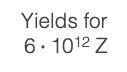 Yields for
6 · 10¹² Z